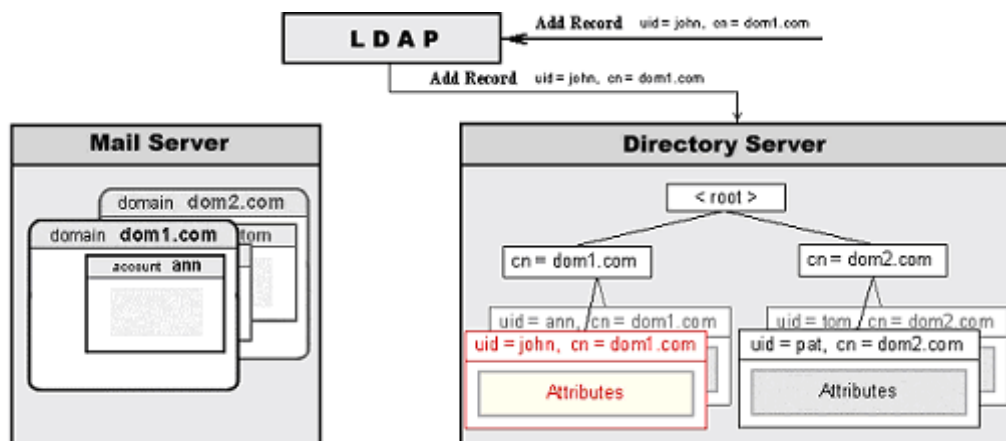 Add Record uid = john, cn = dom1.com
LDAP
Add Record uid = john, cn = dom1.com
Mail Server
domain dom2.com
tom
domain dom1.com
account ann
Directory Server
< root >
cn = dom1.com
cn = dom2.com
uid = ann, cn = dom1.com
uid = tom, cn = dom2.com
uid = john, cn = dom1.com
uid = pat, cn = dom2.com
Attributes
Attributes